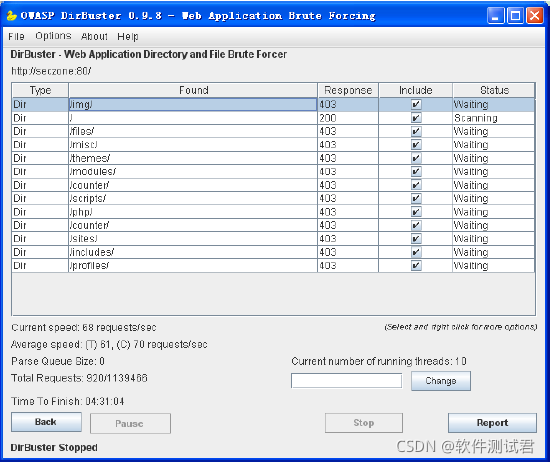 OWASP DirBuster 0.9.8 - Web Application Brute Forcing
File Options About Help
DirBuster - Web Application Directory and File Brute Forcer
http://seczone:80/
Type Found Response Include Status
Dir /img/ 403 Waiting
Dir / 200 Scanning
Dir /files/ 403 Waiting
Dir /misc/ 403 Waiting
Dir /themes/ 403 Waiting
Dir /modules/ 403 Waiting
Dir /counter/ 403 Waiting
Dir /scripts/ 403 Waiting
Dir /php/ 403 Waiting
Dir /counter/ 403 Waiting
Dir /sites/ 403 Waiting
Dir /includes/ 403 Waiting
Dir /profiles/ 403 Waiting
Current speed: 68 requests/sec (Select and right click for more options)
Average speed: (T) 61, (C) 70 requests/sec
Parse Queue Size: 0 Current number of running threads: 10
Total Requests: 920/1139466
Change
Time To Finish: 04:31:04
Back Pause Stop Report
DirBuster Stopped
CSDN @软件测试君